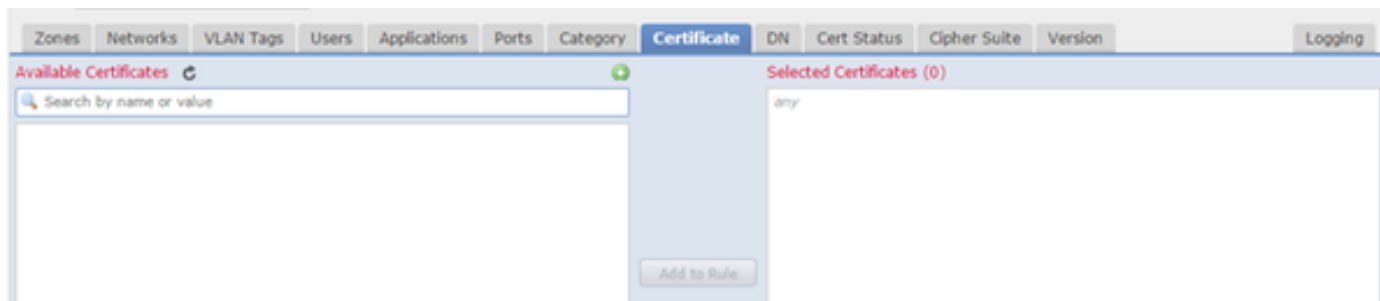 Zones Networks VLAN Tags Users Applications Ports Category Certificate DN Cert Status Cipher Suite Version Logging
Available Certificates Selected Certificates (0)
Search by name or value any
Add to Rule